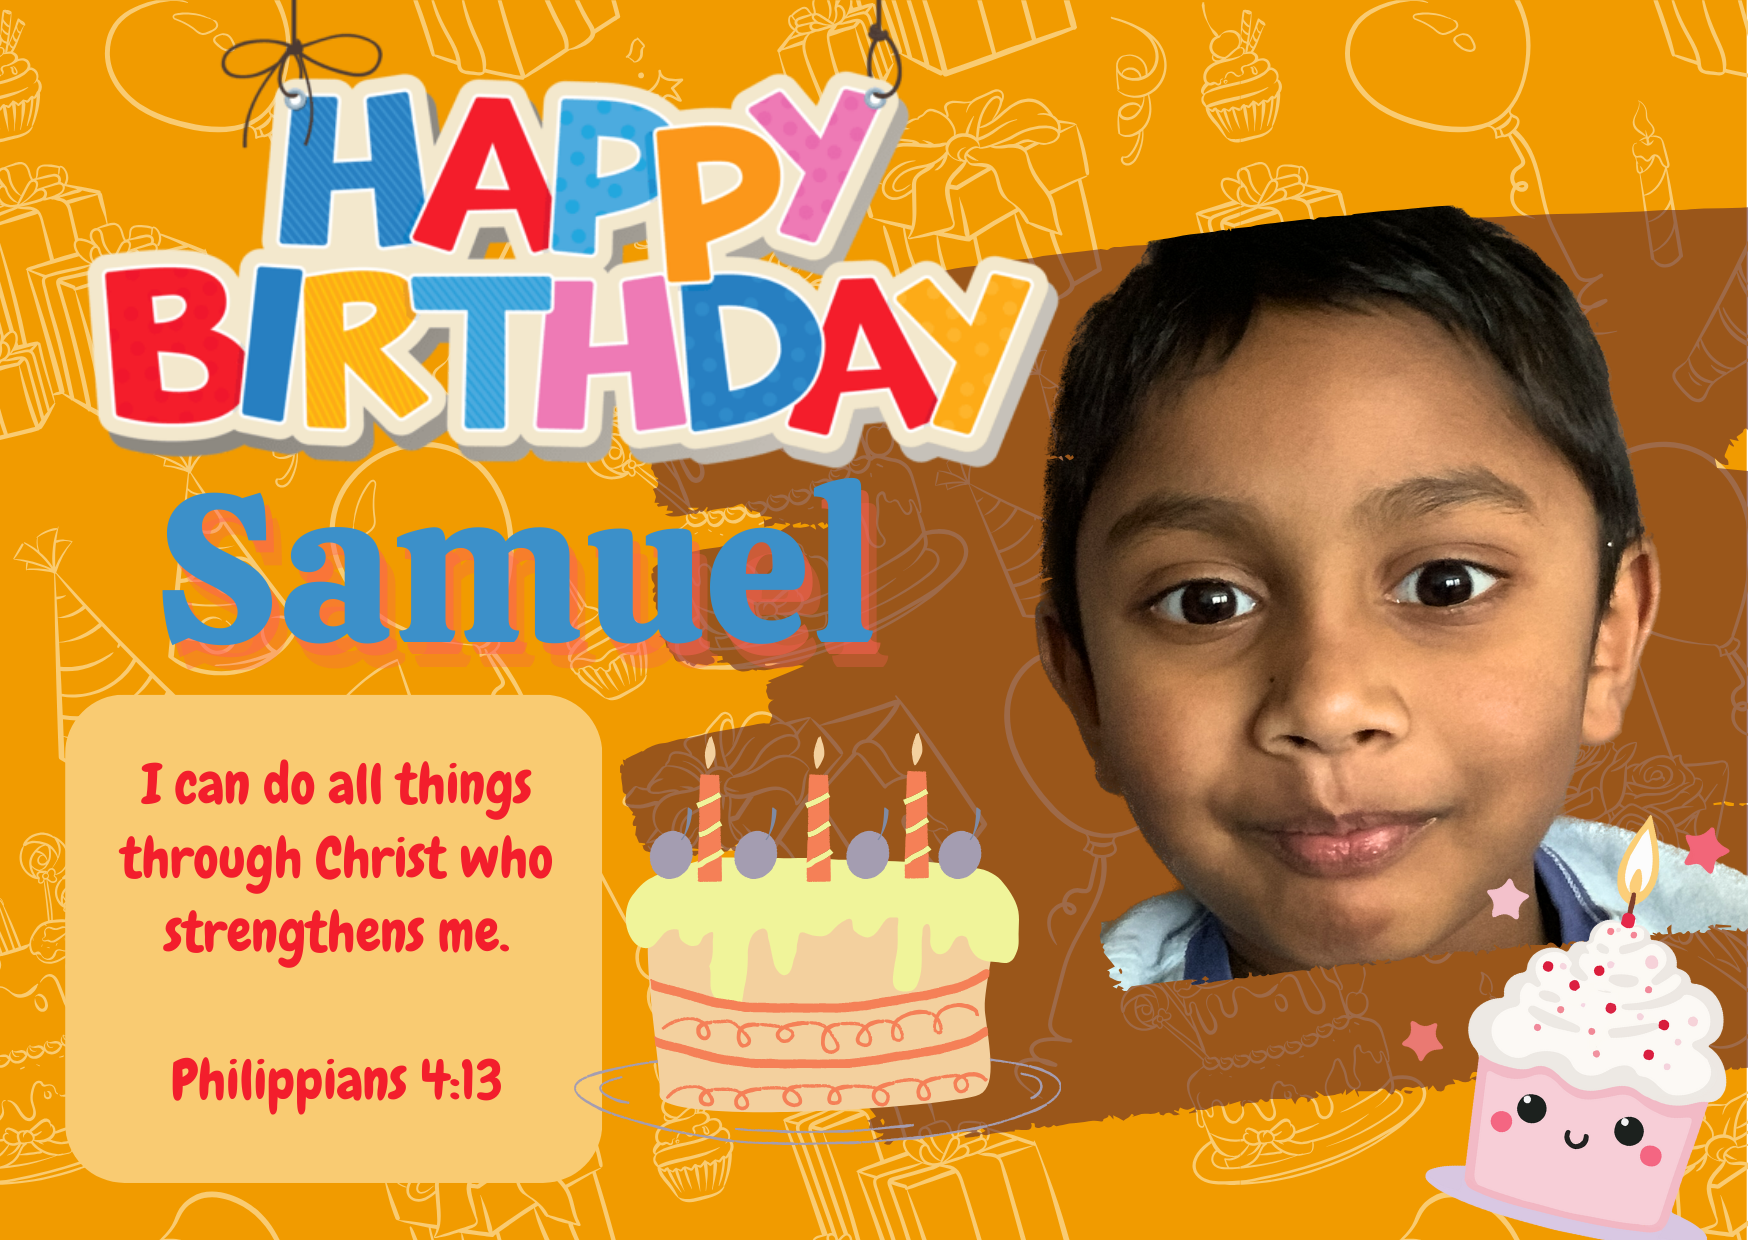 HAPPY
BIRTHDAY
Samuel
I can do all things
through Christ who
strengthens me.
Philippians 4:13